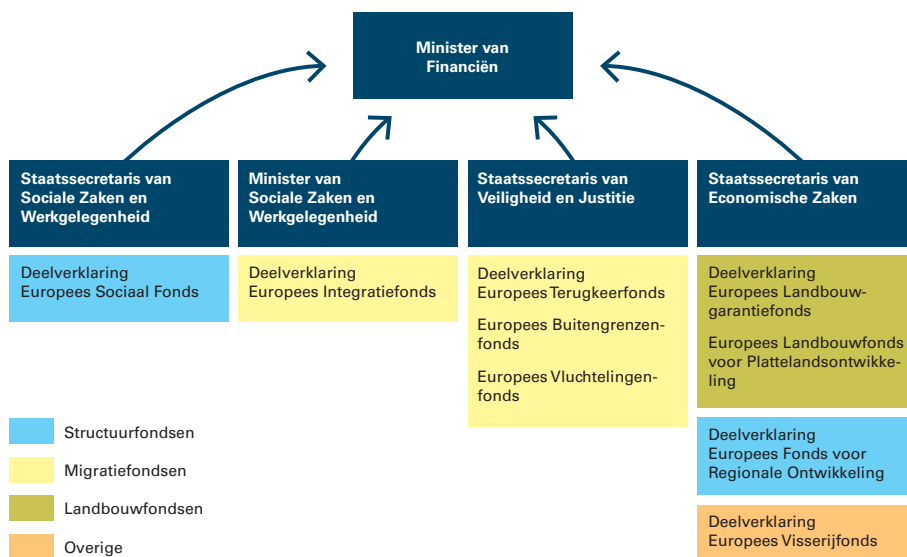 Minister van
Financiën
Staatssecretaris van
Sociale Zaken en
Werkgelegenheid
Minister van
Sociale Zaken en
Werkgelegenheid
Staatssecretaris van
Veiligheid en Justitie
Staatssecretaris van
Economische Zaken
Deelverklaring
Europees Sociaal Fonds
Deelverklaring
Europees Integratiefonds
Deelverklaring
Europees Terugkeerfonds
Europees Buitengrenzen-
fonds
Europees Vluchtelingen-
fonds
Deelverklaring
Europees Landbouw-
garantiefonds
Europees Landbouwfonds
voor Plattelandsontwikke-
ling
Deelverklaring
Europees Fonds voor
Regionale Ontwikkeling
Deelverklaring
Europees Visserijfonds
Structuurfondsen
Migratiefondsen
Landbouwfondsen
Overige